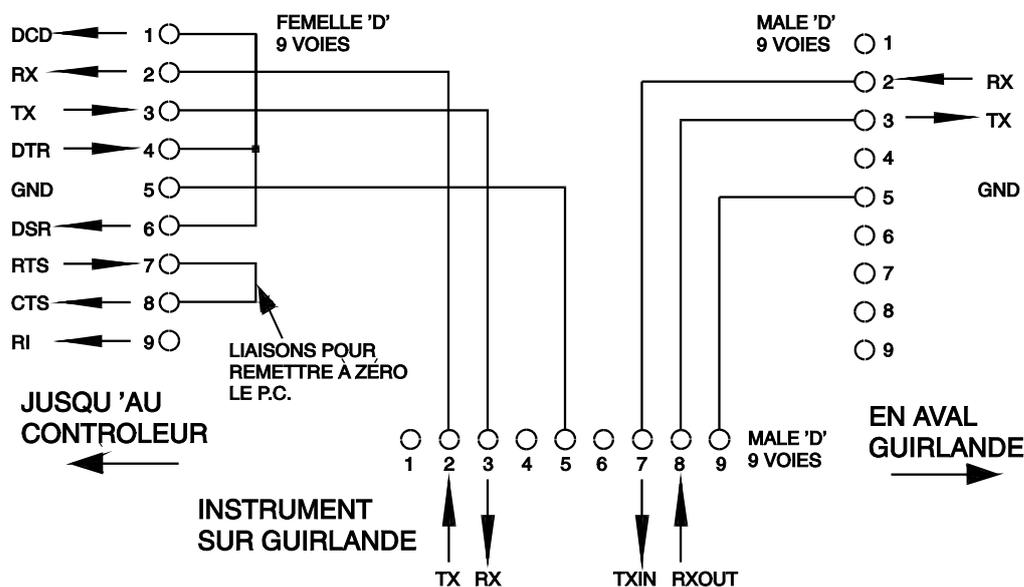 FEMELLE 'D'
9 VOIES
MALE 'D'
9 VOIES
DCD 1
RX 2
TX 3
DTR 4
GND 5
DSR 6
RTS 7
CTS 8
RI 9
1
2 RX
3 TX
4
5 GND
6
7
8
9
LIAISONS POUR
REMETTRE À ZÉRO
LE P.C.
JUSQU 'AU
CONTROLEUR
EN AVAL
GUIRLANDE
MALE 'D'
9 VOIES
1 2 3 4 5 6 7 8 9
INSTRUMENT
SUR GUIRLANDE
TX RX TXIN RXOUT